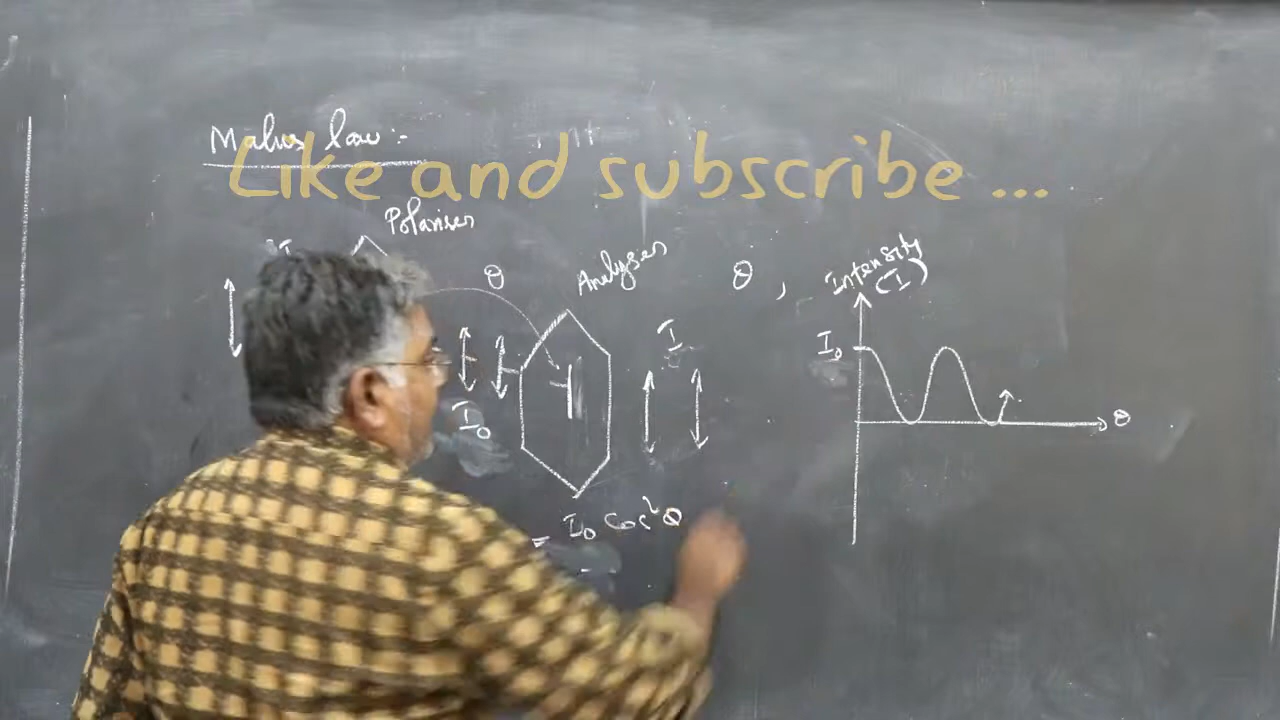 Malus law :-
Like and subscribe ...
Polariser
θ
Analyser
θ ,
Intensity
(I)
I
I₀
I₀
θ
= I₀ Cos²θ